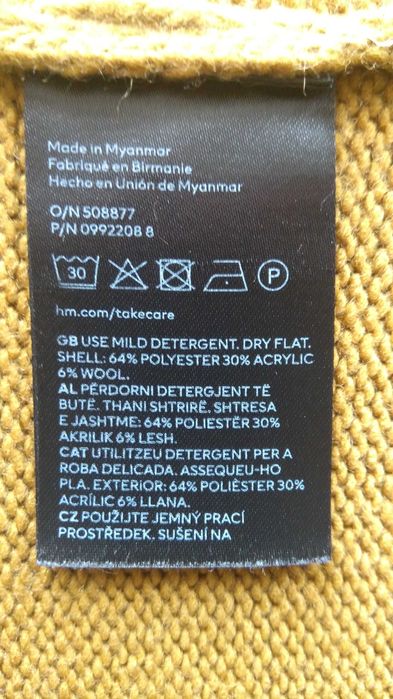 Made in Myanmar
Fabriqué en Birmanie
Hecho en Unión de Myanmar
O/N 508877
P/N 0992208 8
30
P
hm.com/takecare
GB USE MILD DETERGENT. DRY FLAT.
SHELL: 64% POLYESTER 30% ACRYLIC
6% WOOL.
AL PËRDORNI DETERGJENT TË
BUTË. THANI SHTRIRË. SHTRESA
E JASHTME: 64% POLIESTËR 30%
AKRILIK 6% LESH.
CAT UTILITZEU DETERGENT PER A
ROBA DELICADA. ASSEQUEU-HO
PLA. EXTERIOR: 64% POLIÈSTER 30%
ACRÍLIC 6% LLANA.
CZ POUŽIJTE JEMNÝ PRACÍ
PROSTŘEDEK. SUŠENÍ NA